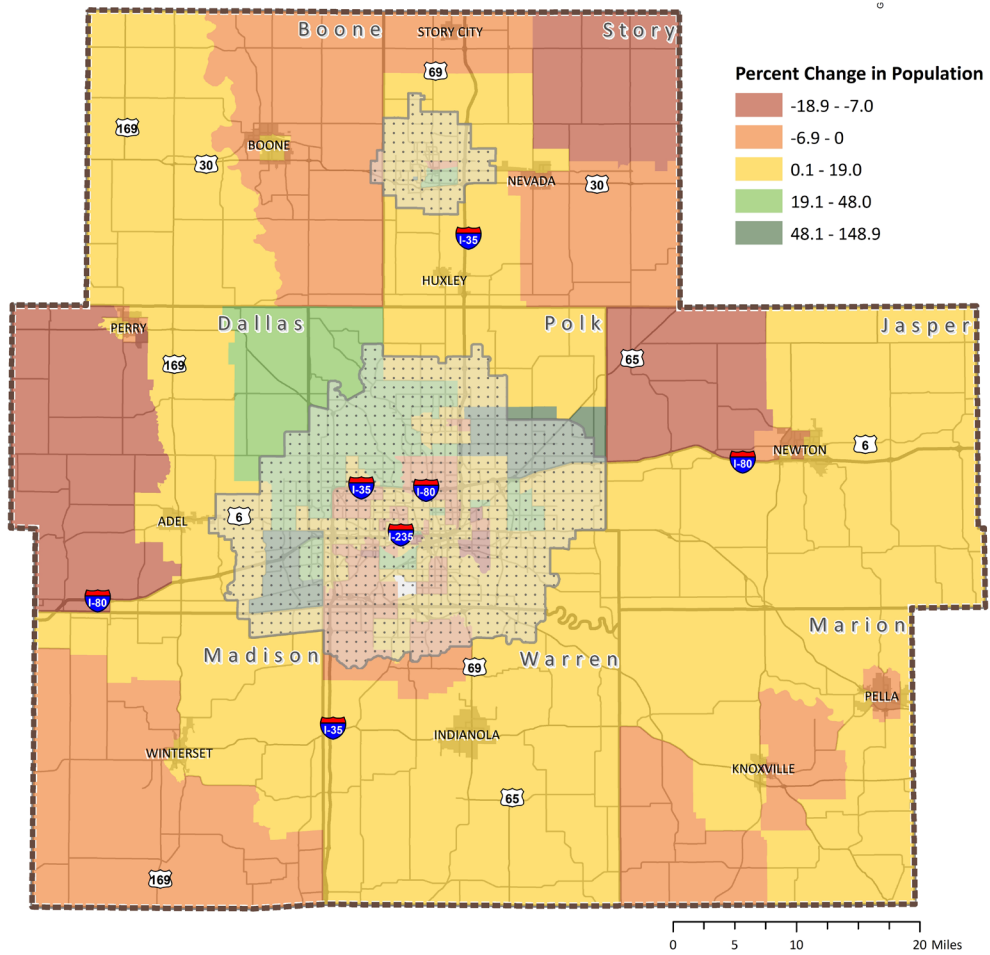 G
Boone
STORY CITY
Story
69
Percent Change in Population
-18.9 - -7.0
-6.9 - 0
0.1 - 19.0
19.1 - 48.0
48.1 - 148.9
169
30
BOONE
NEVADA
30
I-35
HUXLEY
PERRY
Dallas
Polk
Jasper
169
65
NEWTON
6
I-80
I-35
I-80
ADEL
6
I-235
I-80
Madison
Warren
Marion
69
PELLA
I-35
INDIANOLA
WINTERSET
KNOXVILLE
65
169
0 5 10 20 Miles